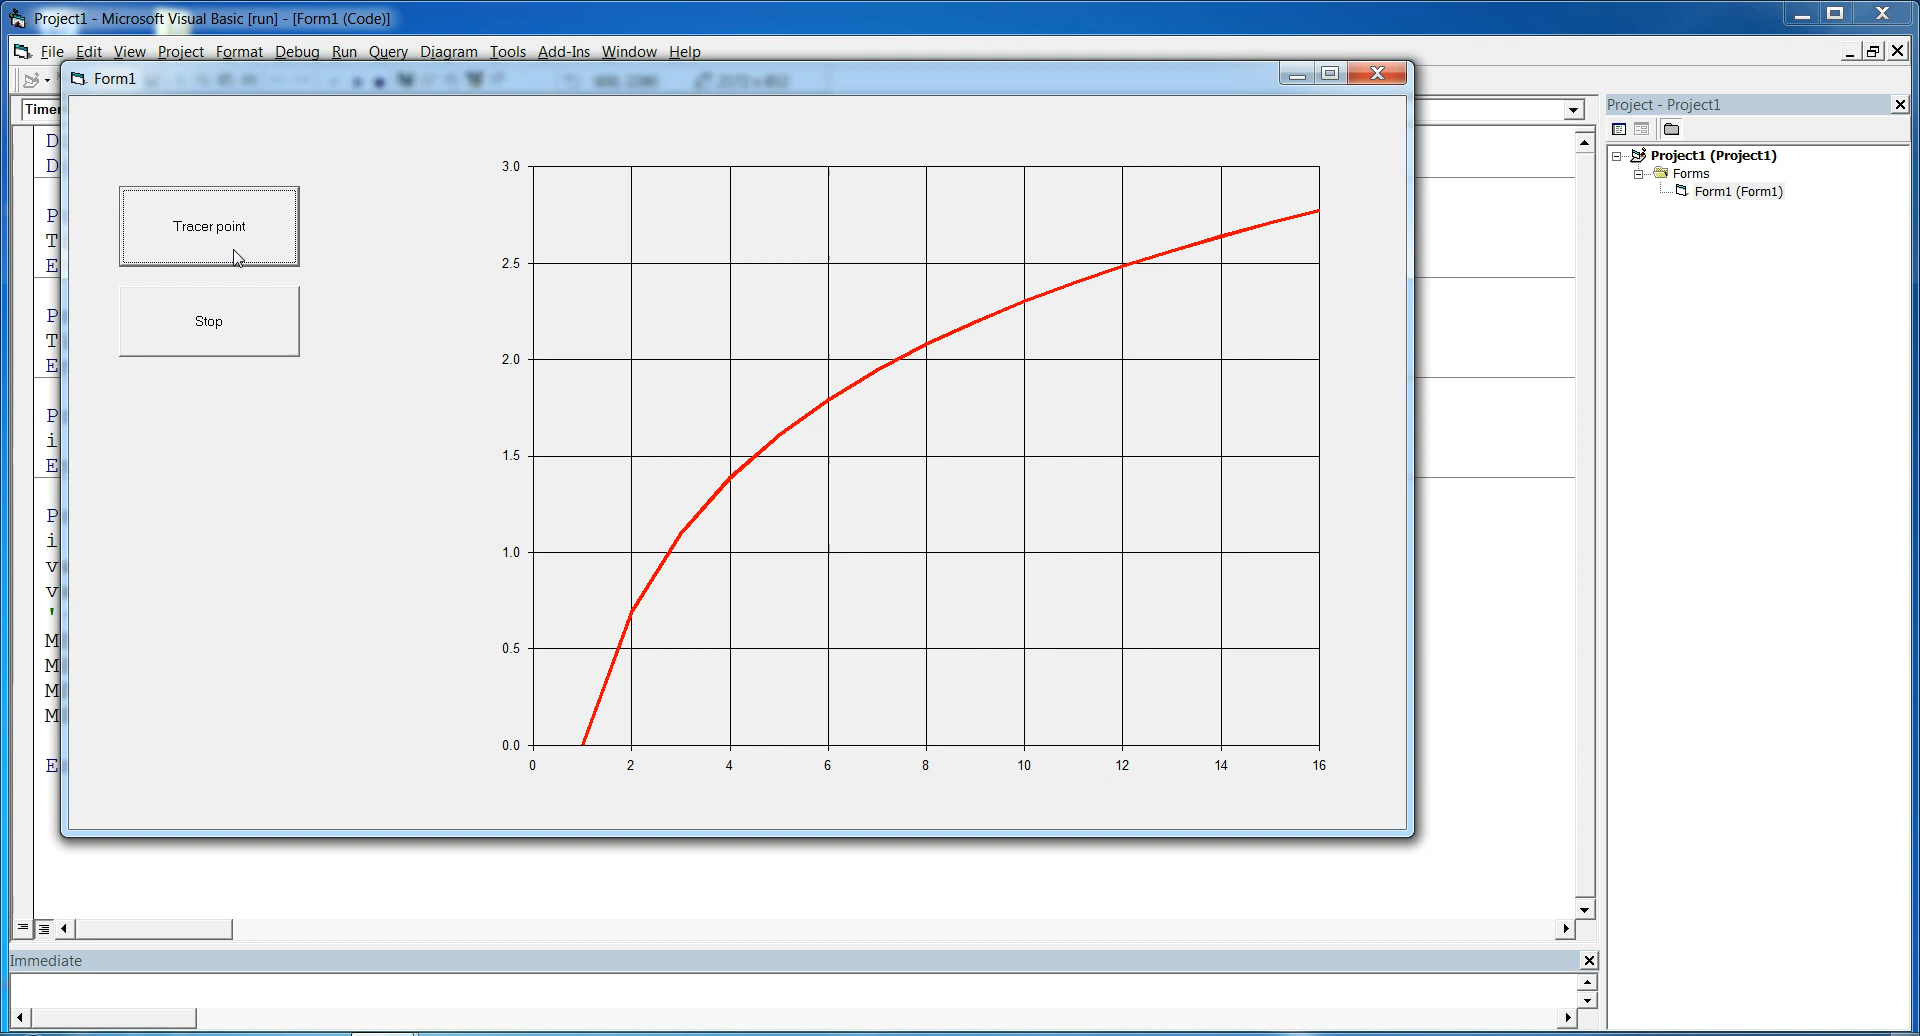 Project1 - Microsoft Visual Basic [run] - [Form1 (Code)]
File Edit View Project Format Debug Run Query Diagram Tools Add-Ins Window Help
Form1
Project - Project1
Project1 (Project1)
Forms
Form1 (Form1)
D
D
P
T
E
P
T
E
P
i
E
P
i
v
v
'
M
M
M
M
E
Tracer point
Stop
3.0
2.5
2.0
1.5
1.0
0.5
0.0
0 2 4 6 8 10 12 14 16
Immediate